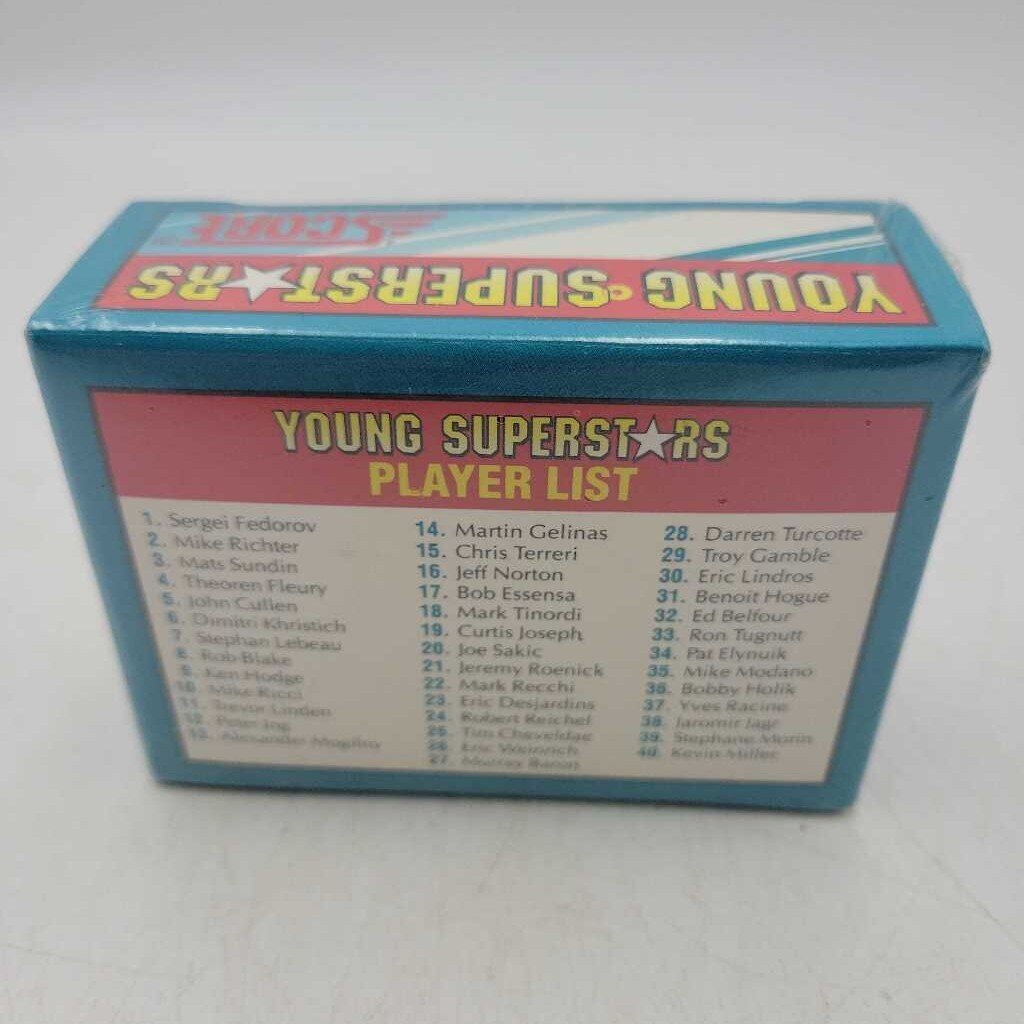 SCORE
YOUNG SUPERSTARS
YOUNG SUPERSTARS
PLAYER LIST
1. Sergei Fedorov
2. Mike Richter
3. Mats Sundin
4. Theoren Fleury
5. John Cullen
6. Dimitri Khristich
7. Stephan Lebeau
8. Rob Blake
9. Ken Hodge
10. Mike Ricci
11. Trevor Linden
12. Peter Ing
13. Alexander Mogilny
14. Martin Gelinas
15. Chris Terreri
16. Jeff Norton
17. Bob Essensa
18. Mark Tinordi
19. Curtis Joseph
20. Joe Sakic
21. Jeremy Roenick
22. Mark Recchi
23. Eric Desjardins
24. Robert Reichel
25. Tim Cheveldae
26. Eric Weinrich
27. Murray Baron
28. Darren Turcotte
29. Troy Gamble
30. Eric Lindros
31. Benoit Hogue
32. Ed Belfour
33. Ron Tugnutt
34. Pat Elynuik
35. Mike Modano
36. Bobby Holik
37. Yves Racine
38. Jaromir Jagr
39. Stephane Morin
40. Kevin Miller